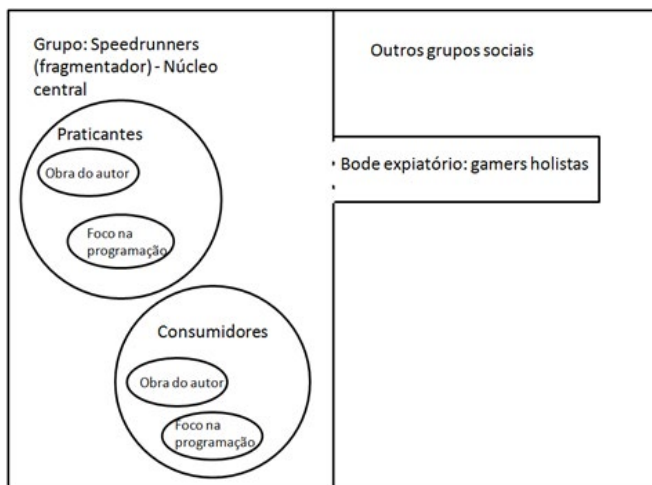 Grupo: Speedrunners
(fragmentador) - Núcleo
central
Praticantes
Obra do autor
Foco na
programação
Consumidores
Obra do autor
Foco na
programação
Outros grupos sociais
Bode expiatório: gamers holistas